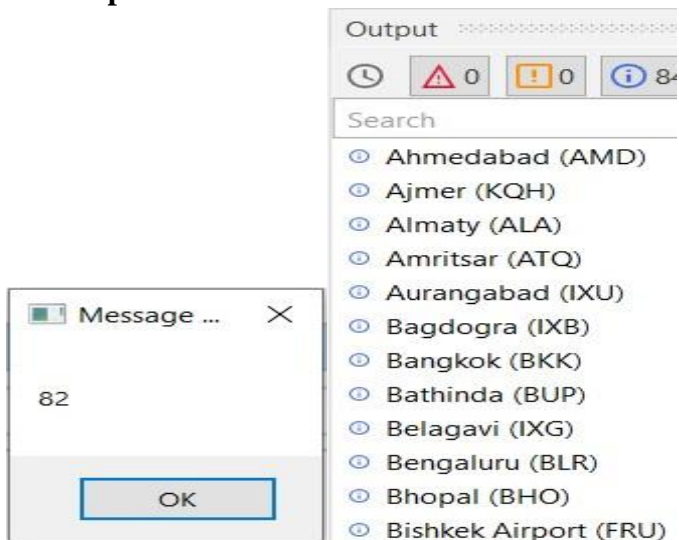 Output
0 0 84
Search
Ahmedabad (AMD)
Ajmer (KQH)
Almaty (ALA)
Amritsar (ATQ)
Aurangabad (IXU)
Bagdogra (IXB)
Bangkok (BKK)
Bathinda (BUP)
Belagavi (IXG)
Bengaluru (BLR)
Bhopal (BHO)
Bishkek Airport (FRU)
Message ...
82
OK